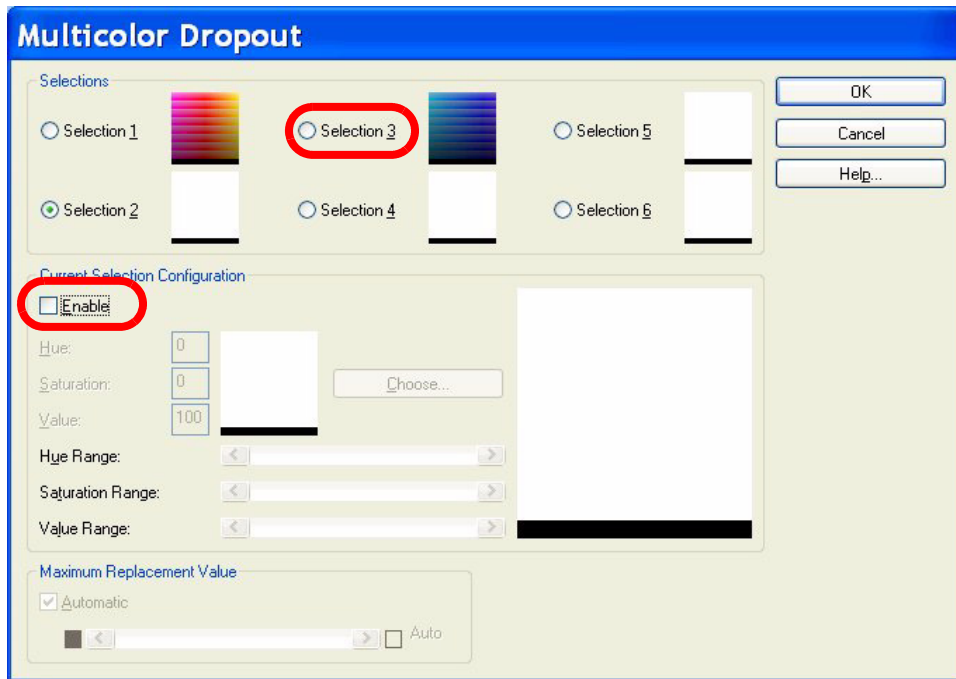 Multicolor Dropout
Selections
Selection 1
Selection 3
Selection 5
Selection 2
Selection 4
Selection 6
OK
Cancel
Help...
Current Selection Configuration
Enable
Hue: 0
Saturation: 0
Choose...
Value: 100
Hue Range:
Saturation Range:
Value Range:
Maximum Replacement Value
Automatic
Auto